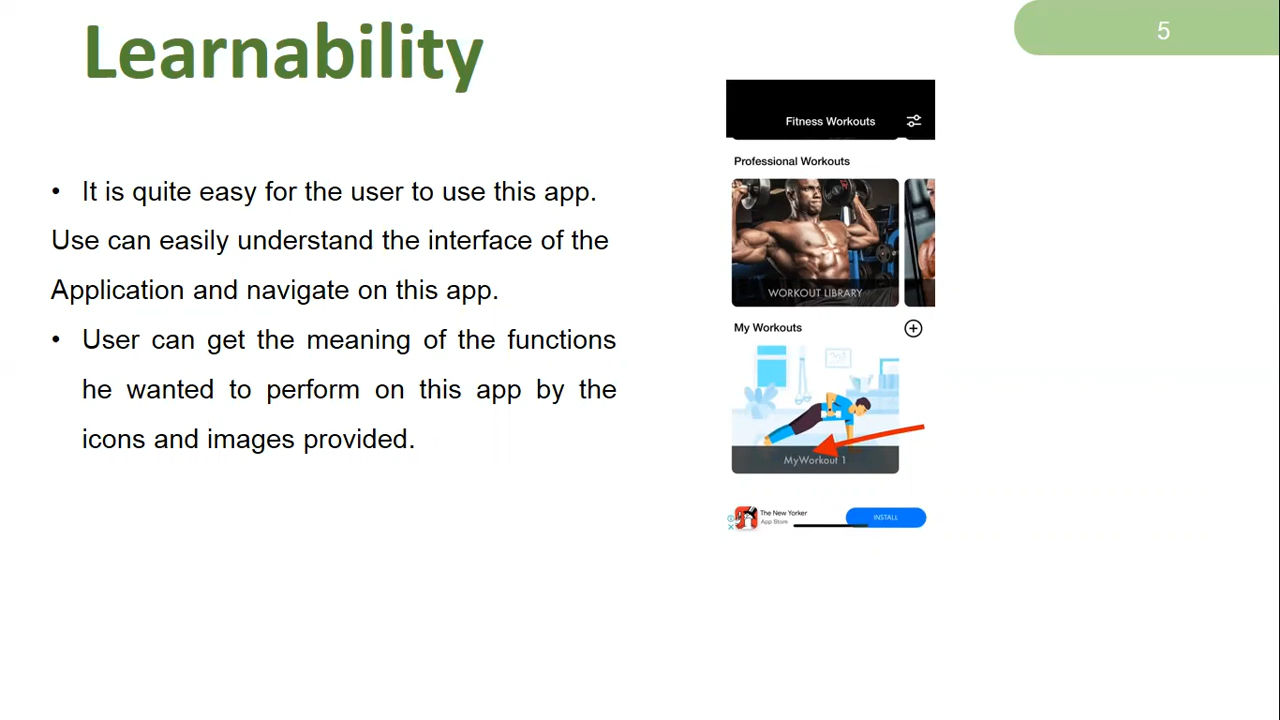 Learnability
5
• It is quite easy for the user to use this app.
Use can easily understand the interface of the
Application and navigate on this app.
• User can get the meaning of the functions
he wanted to perform on this app by the
icons and images provided.
Fitness Workouts
Professional Workouts
WORKOUT LIBRARY
My Workouts
MyWorkout 1
The New Yorker
App Store
INSTALL